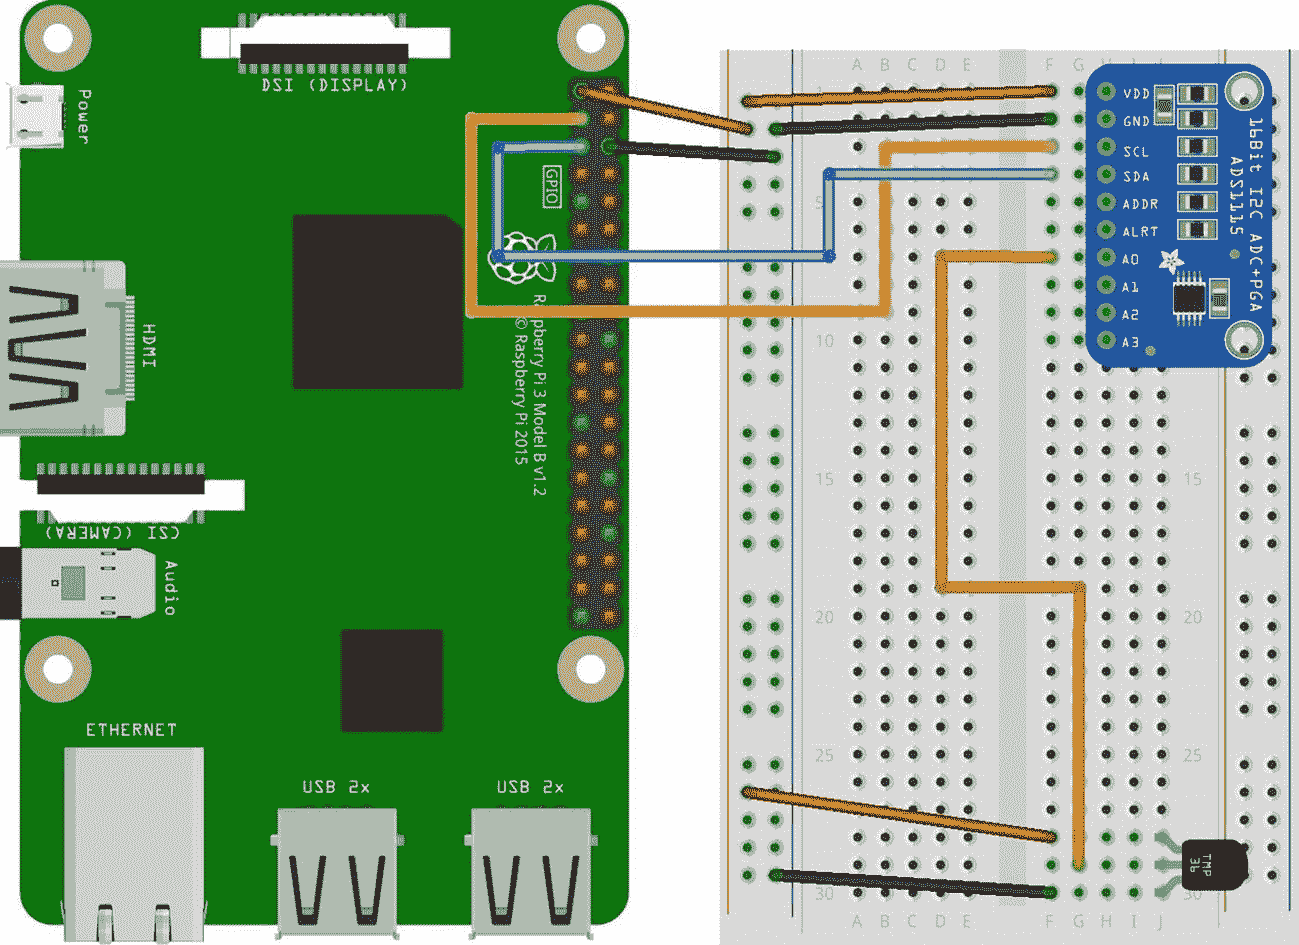 DSI (DISPLAY)
Power
GPIO
HDMI
Raspberry Pi 3 Model B v1.2
© Raspberry Pi 2015
CSI (CAMERA)
Audio
ETHERNET
USB 2x
USB 2x
A B C D E F G
VDD
GND
SCL
SDA
ADDR
ALRT
A0
A1
A2
A3
16Bit I2C ADC+PGA
ADS1115
5
10
15
15
20
20
25
25
30
30
TMP
36
A B C D E F G H I J